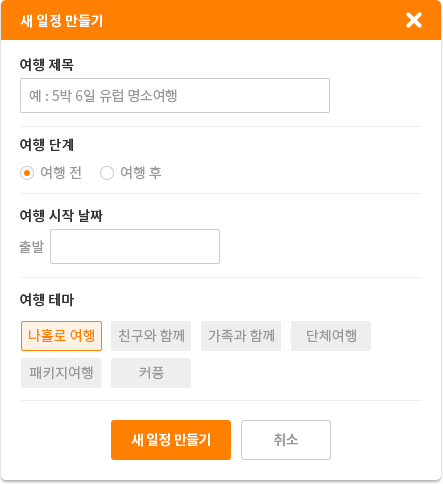 새 일정 만들기
여행 제목
예 : 5박 6일 유럽 명소여행
여행 단계
여행 전 여행 후
여행 시작 날짜
출발
여행 테마
나홀로 여행 친구와 함께 가족과 함께 단체여행
패키지여행 커풍
새 일정 만들기 취소